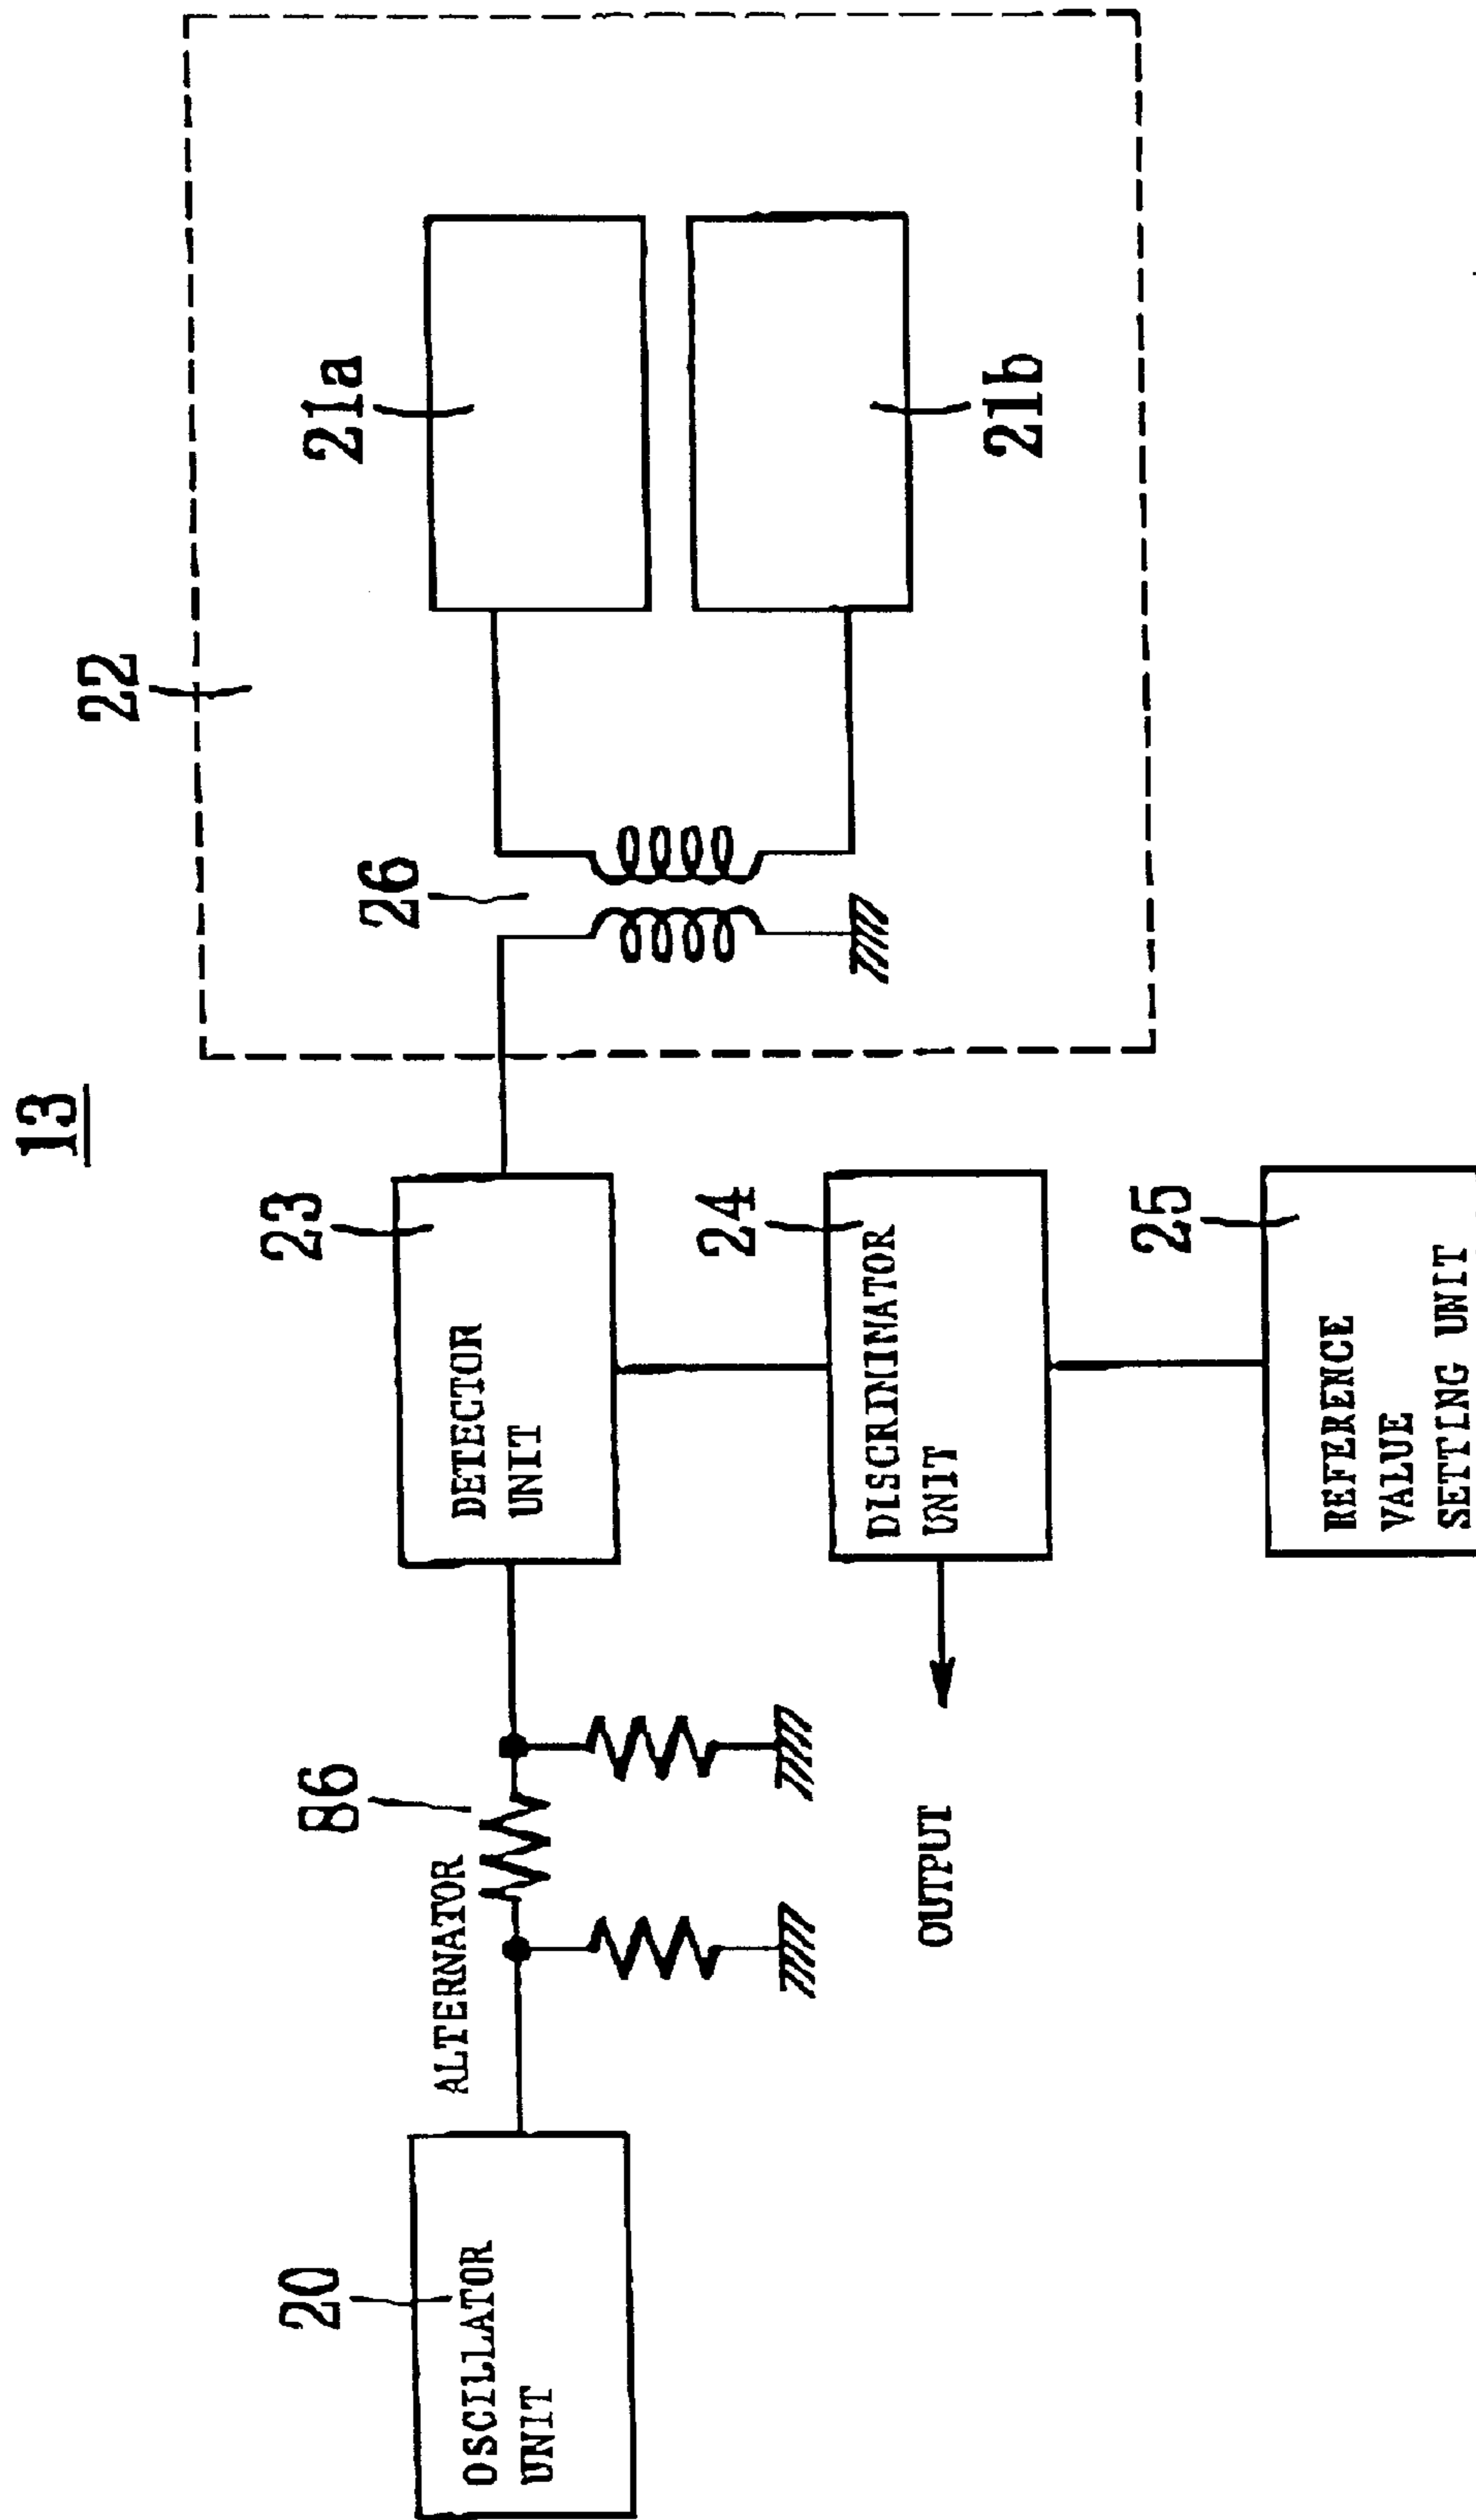 13
22
21a
21b
26
23
DETECTOR
UNIT
24
DISCRIMINATOR
UNIT
25
REFERENCE
VALUE
SETTING UNIT
86
ALTERNATOR
OUTPUT
20
OSCILLATOR
UNIT